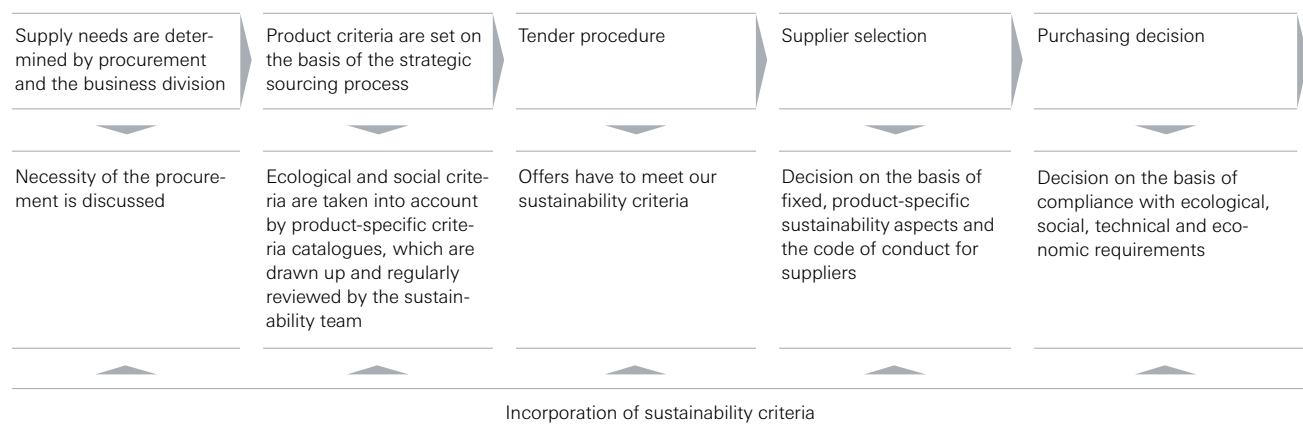 Supply needs are deter-
mined by procurement
and the business division
Product criteria are set on
the basis of the strategic
sourcing process
Tender procedure
Supplier selection
Purchasing decision
Necessity of the procure-
ment is discussed
Ecological and social crite-
ria are taken into account
by product-specific crite-
ria catalogues, which are
drawn up and regularly
reviewed by the sustain-
ability team
Offers have to meet our
sustainability criteria
Decision on the basis of
fixed, product-specific
sustainability aspects and
the code of conduct for
suppliers
Decision on the basis of
compliance with ecological,
social, technical and eco-
nomic requirements
Incorporation of sustainability criteria